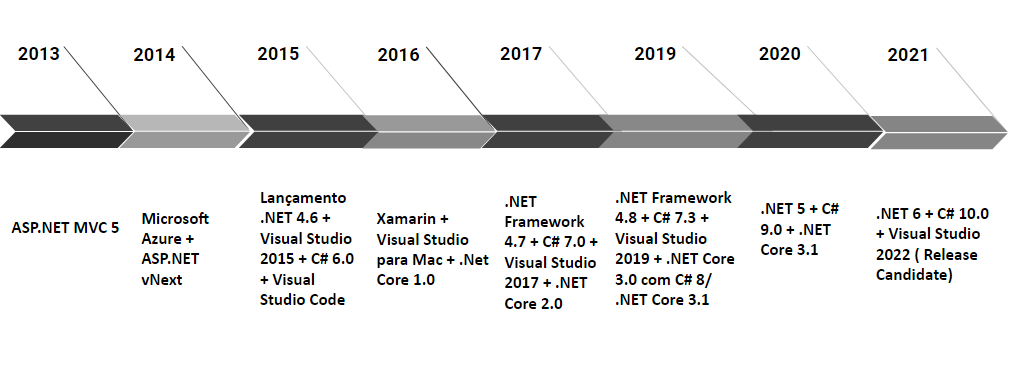 2013
2014
2015
2016
2017
2019
2020
2021
ASP.NET MVC 5
Microsoft
Azure +
ASP.NET
vNext
Lançamento
.NET 4.6 +
Visual Studio
2015 + C# 6.0
+ Visual
Studio Code
Xamarin +
Visual Studio
para Mac + .Net
Core 1.0
.NET
Framework
4.7 + C# 7.0 +
Visual Studio
2017 + .NET
Core 2.0
.NET Framework
4.8 + C# 7.3 +
Visual Studio
2019 + .NET Core
3.0 com C# 8/
.NET Core 3.1
.NET 5 + C#
9.0 + .NET
Core 3.1
.NET 6 + C# 10.0
+ Visual Studio
2022 ( Release
Candidate)